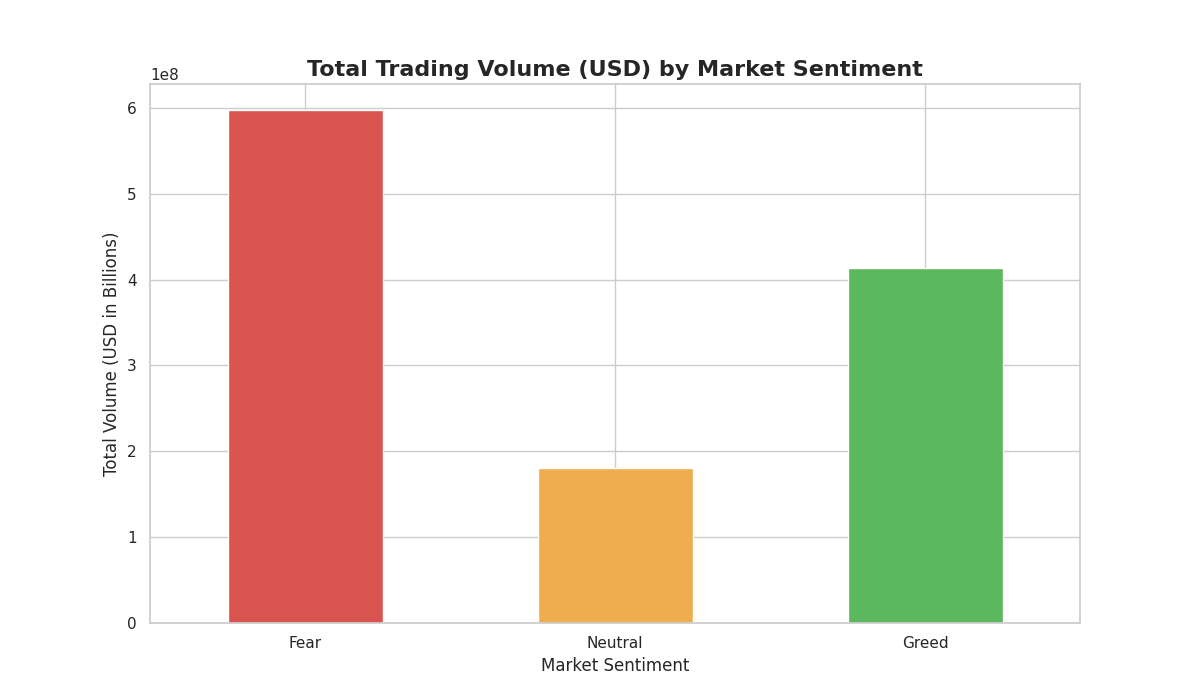 Total Trading Volume (USD) by Market Sentiment
1e8
6
5
4
3
2
1
0
Total Volume (USD in Billions)
Fear
Neutral
Greed
Market Sentiment